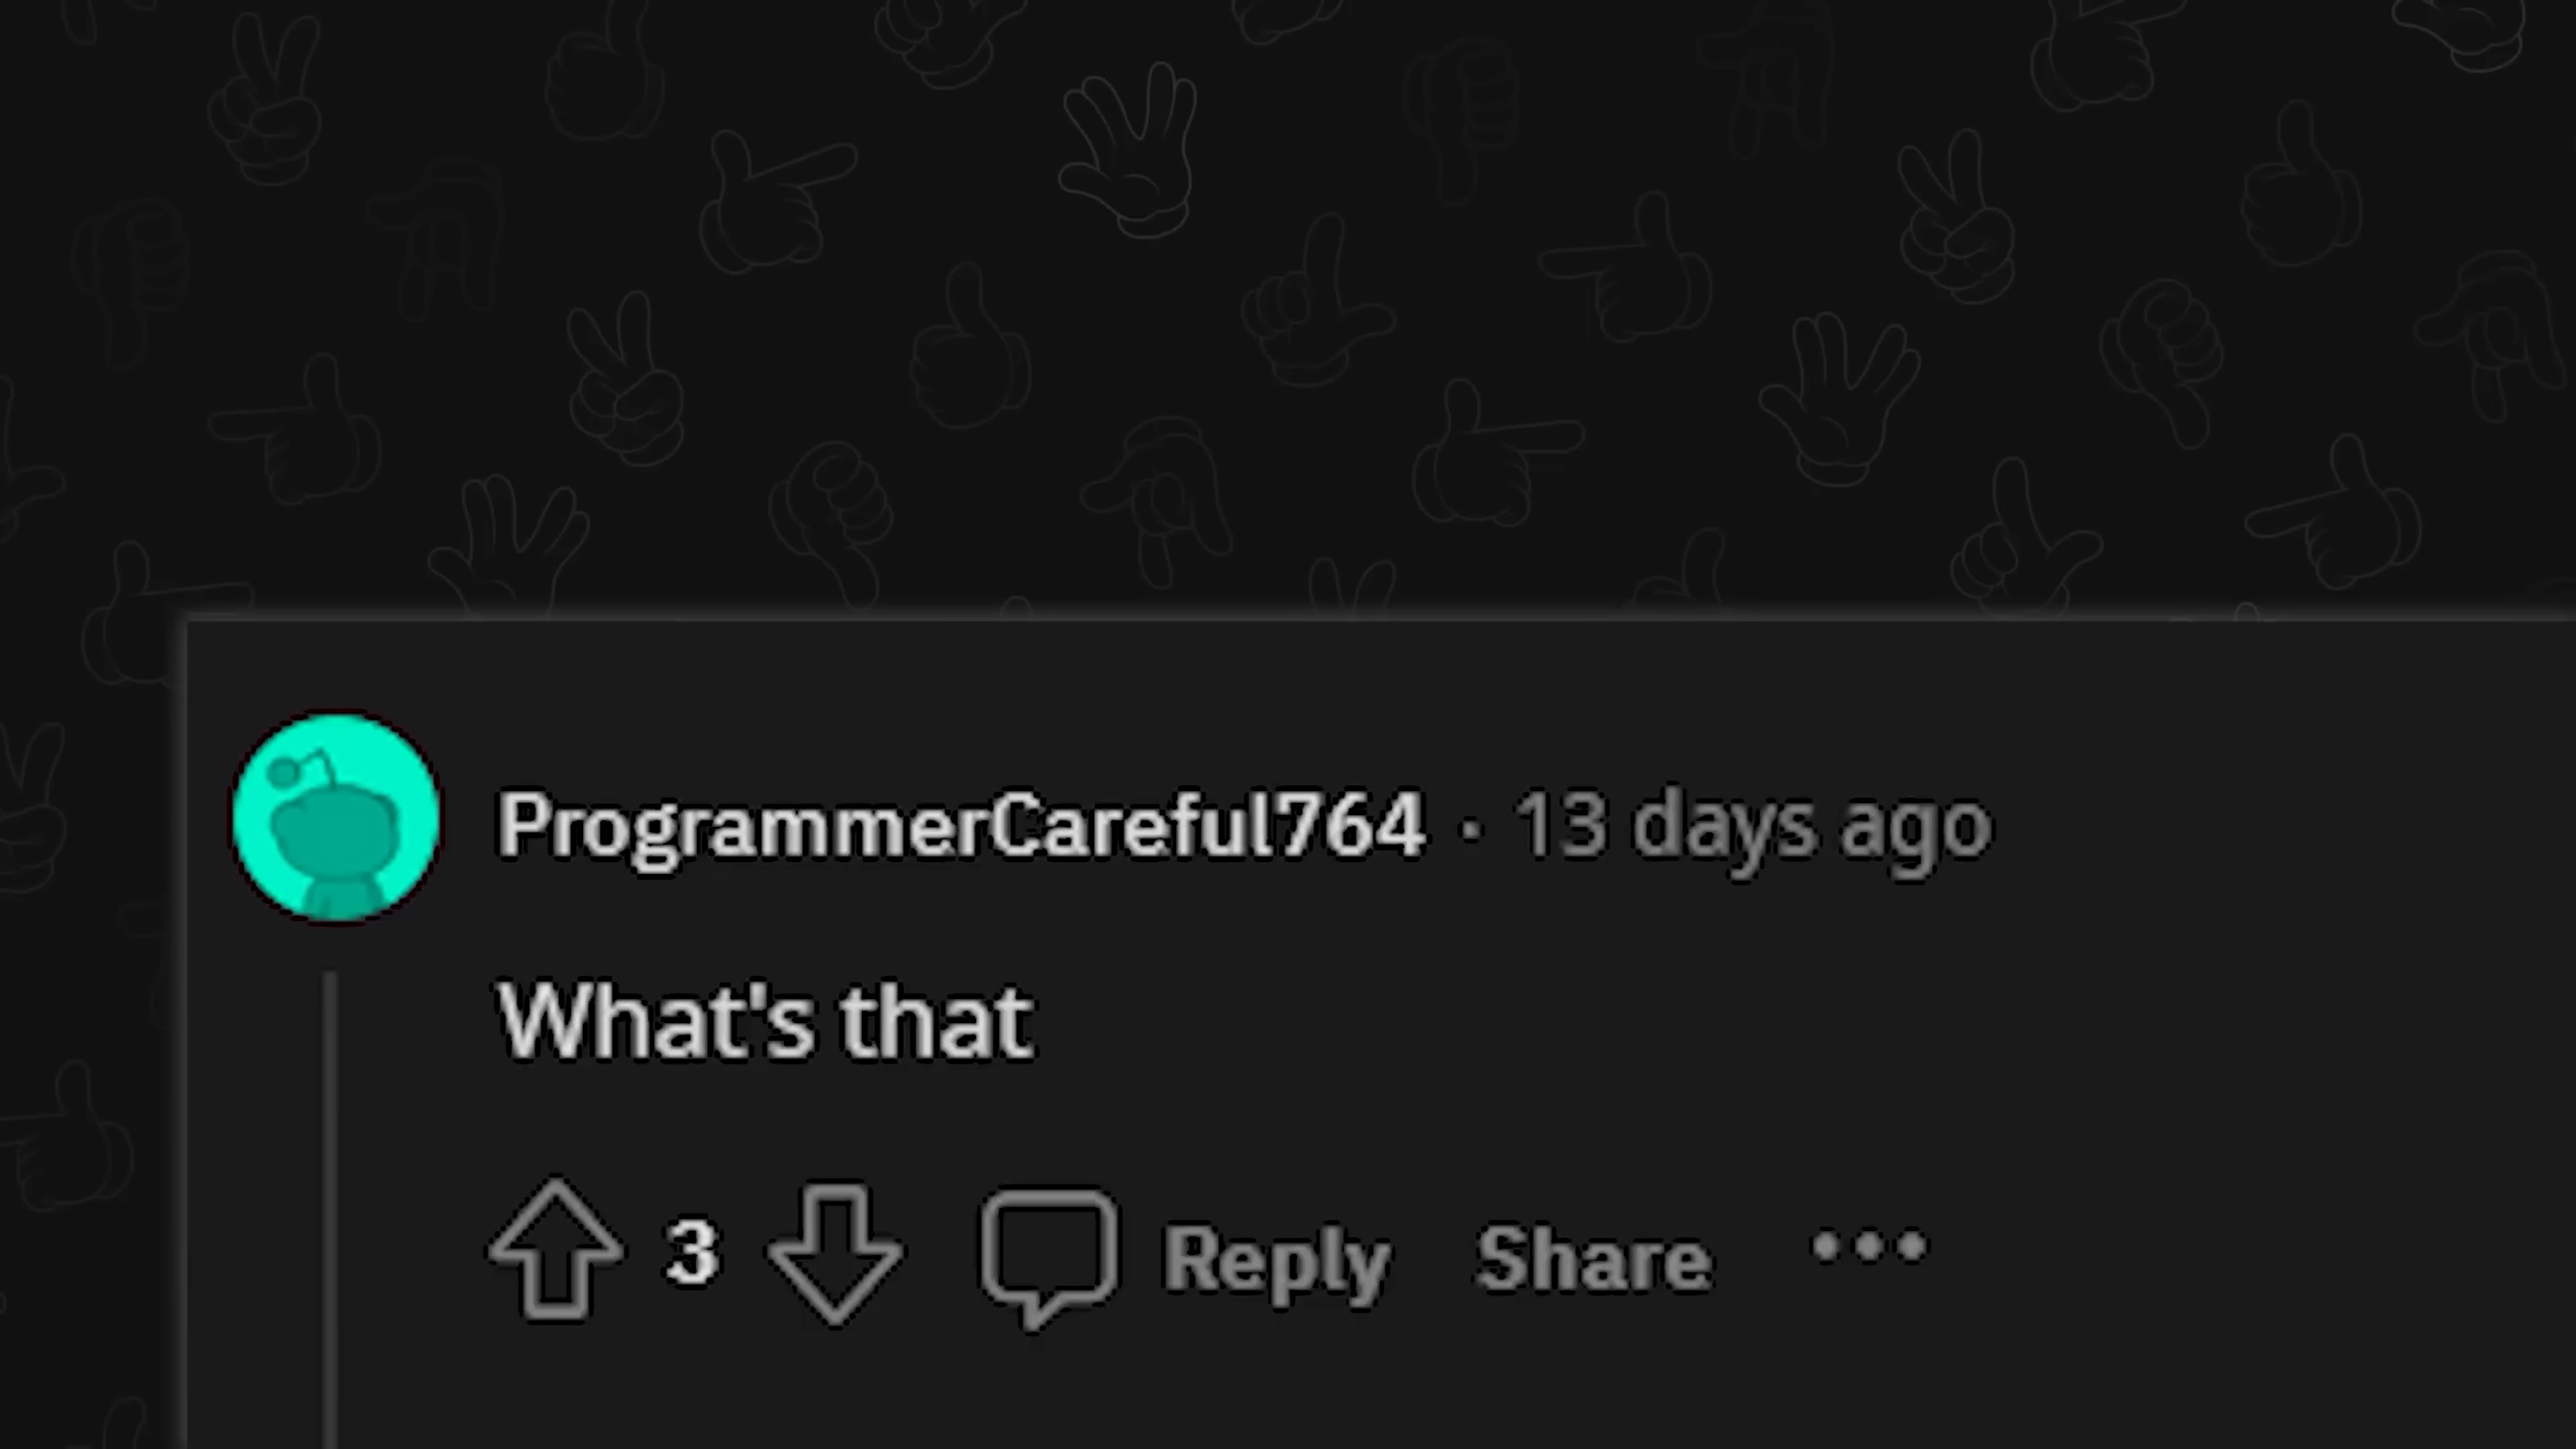 ProgrammerCareful764 · 13 days ago
What's that
3 Reply Share •••